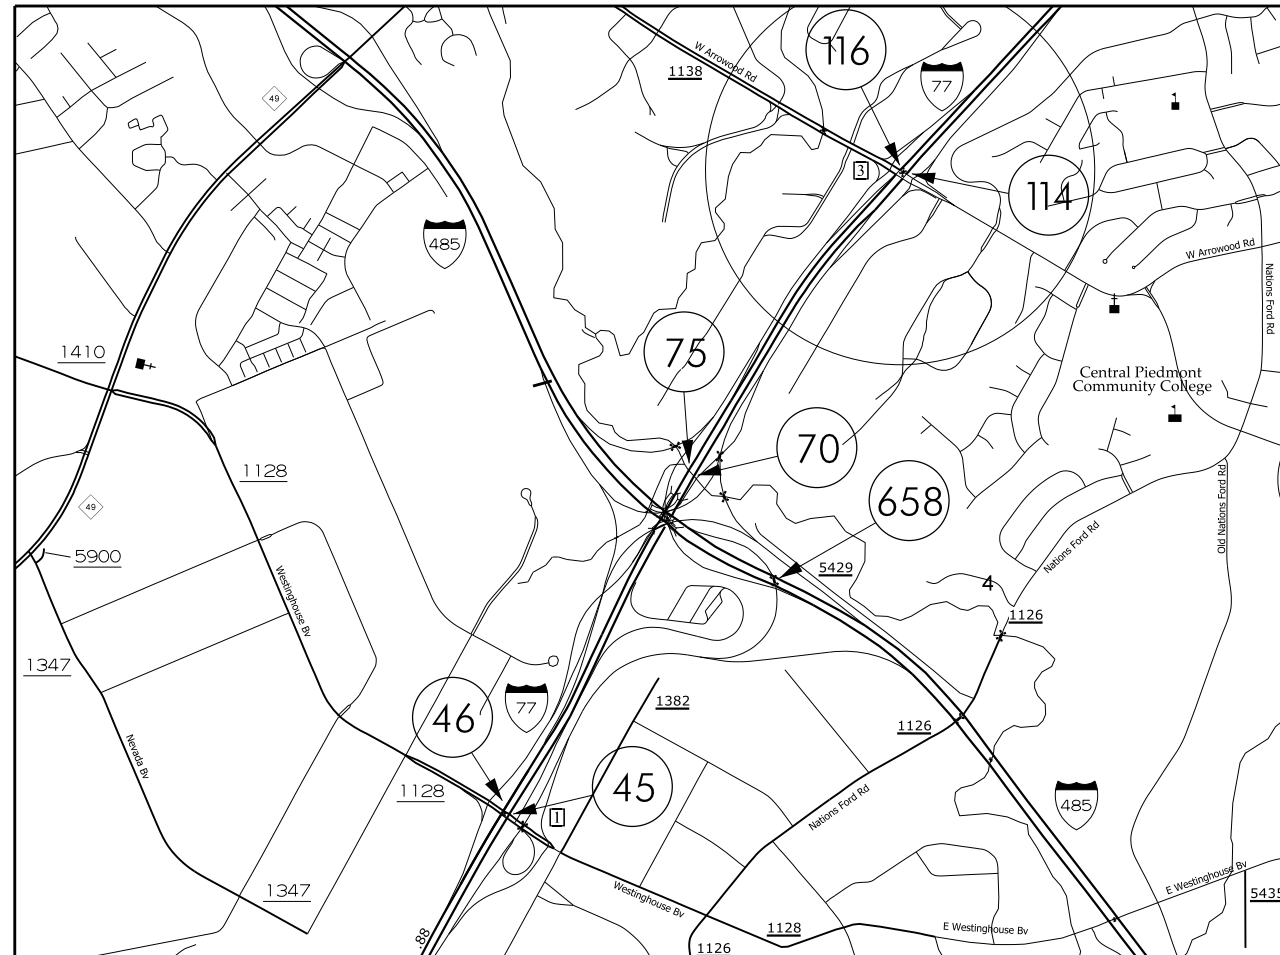 116
W Arrowood Rd
1138
77
49
3
114
485
W Arrowood Rd
Nations Ford Rd
75
1410
Central Piedmont
Community College
70
1128
658
49
5900
Old Nations Ford Rd
Nations Ford Rd
5429
4
Westinghouse Bv
1126
1347
46
77
1382
1126
Nevada Bv
45
1128
1
485
Nations Ford Rd
1347
Westinghouse Bv
E Westinghouse Bv
5435
.88
1128
E Westinghouse Bv
1126